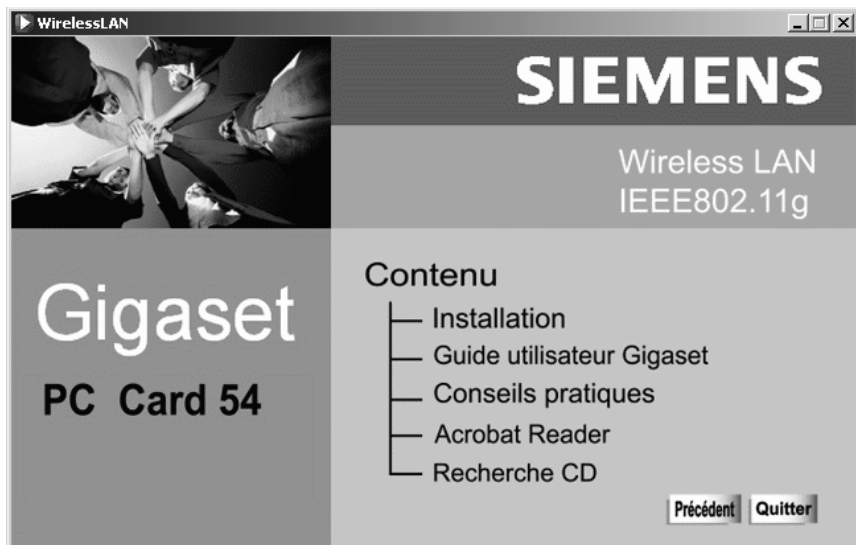 WirelessLAN
SIEMENS
Wireless LAN
IEEE802.11g
Gigaset
PC Card 54
Contenu
Installation
Guide utilisateur Gigaset
Conseils pratiques
Acrobat Reader
Recherche CD
Précédent
Quitter